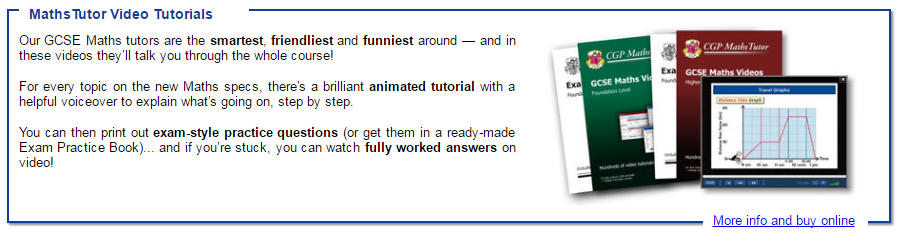 MathsTutor Video Tutorials
Our GCSE Maths tutors are the smartest, friendliest and funniest around — and in
these videos they'll talk you through the whole course!
For every topic on the new Maths specs, there's a brilliant animated tutorial with a
helpful voiceover to explain what's going on, step by step.
You can then print out exam-style practice questions (or get them in a ready-made
Exam Practice Book)... and if you're stuck, you can watch fully worked answers on
video!
CGP MathsTutor
GCSE Maths Vide
Foundation Level
CGP MathsTutor
GCSE Maths Videos
Higher
Travel Graphs
Distance-Time Graph
Time
More info and buy online